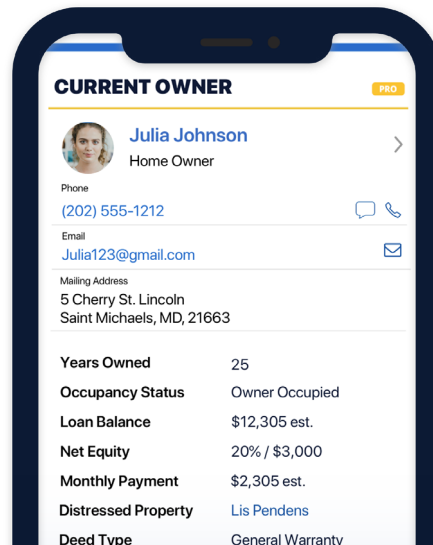 CURRENT OWNER
PRO
Julia Johnson
Home Owner
Phone
(202) 555-1212
Email
Julia123@gmail.com
Mailing Address
5 Cherry St. Lincoln
Saint Michaels, MD, 21663
Years Owned 25
Occupancy Status Owner Occupied
Loan Balance $12,305 est.
Net Equity 20% / $3,000
Monthly Payment $2,305 est.
Distressed Property Lis Pendens
Deed Type General Warranty